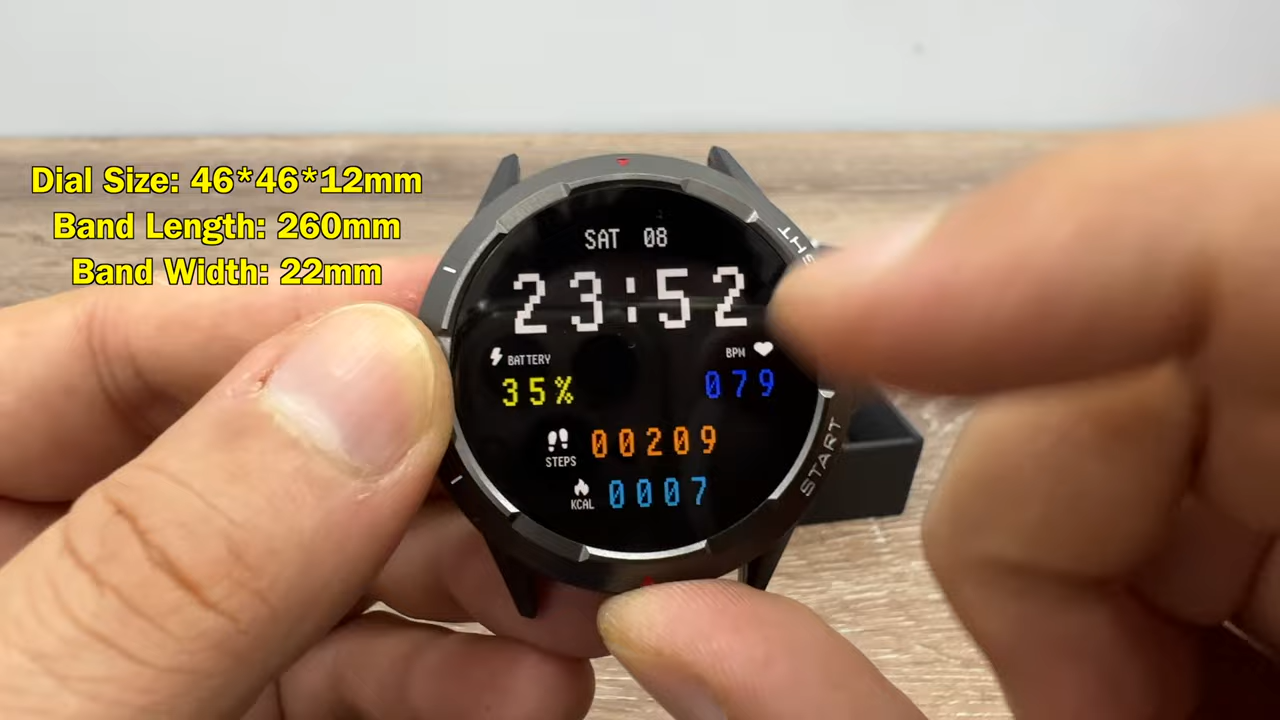 Dial Size: 46*46*12mm
Band Length: 260mm
Band Width: 22mm
SAT 08
23:52
BATTERY
35%
BPM
079
STEPS
00209
KCAL
0007
START